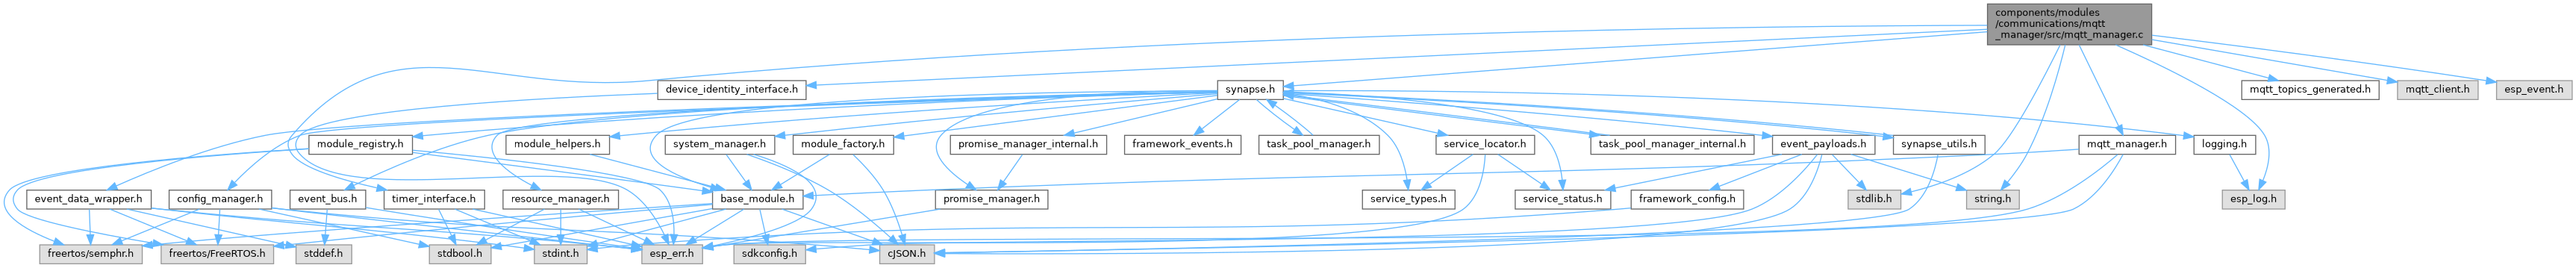 components/modules
/communications/mqtt
_manager/src/mqtt_manager.c
device_identity_interface.h
synapse.h
mqtt_topics_generated.h
mqtt_client.h
esp_event.h
module_registry.h
module_helpers.h
system_manager.h
module_factory.h
promise_manager_internal.h
framework_events.h
task_pool_manager.h
service_locator.h
task_pool_manager_internal.h
event_payloads.h
synapse_utils.h
mqtt_manager.h
logging.h
event_data_wrapper.h
config_manager.h
event_bus.h
timer_interface.h
resource_manager.h
base_module.h
promise_manager.h
service_types.h
service_status.h
framework_config.h
stdlib.h
string.h
esp_log.h
freertos/semphr.h
freertos/FreeRTOS.h
stddef.h
stdbool.h
stdint.h
esp_err.h
sdkconfig.h
cJSON.h